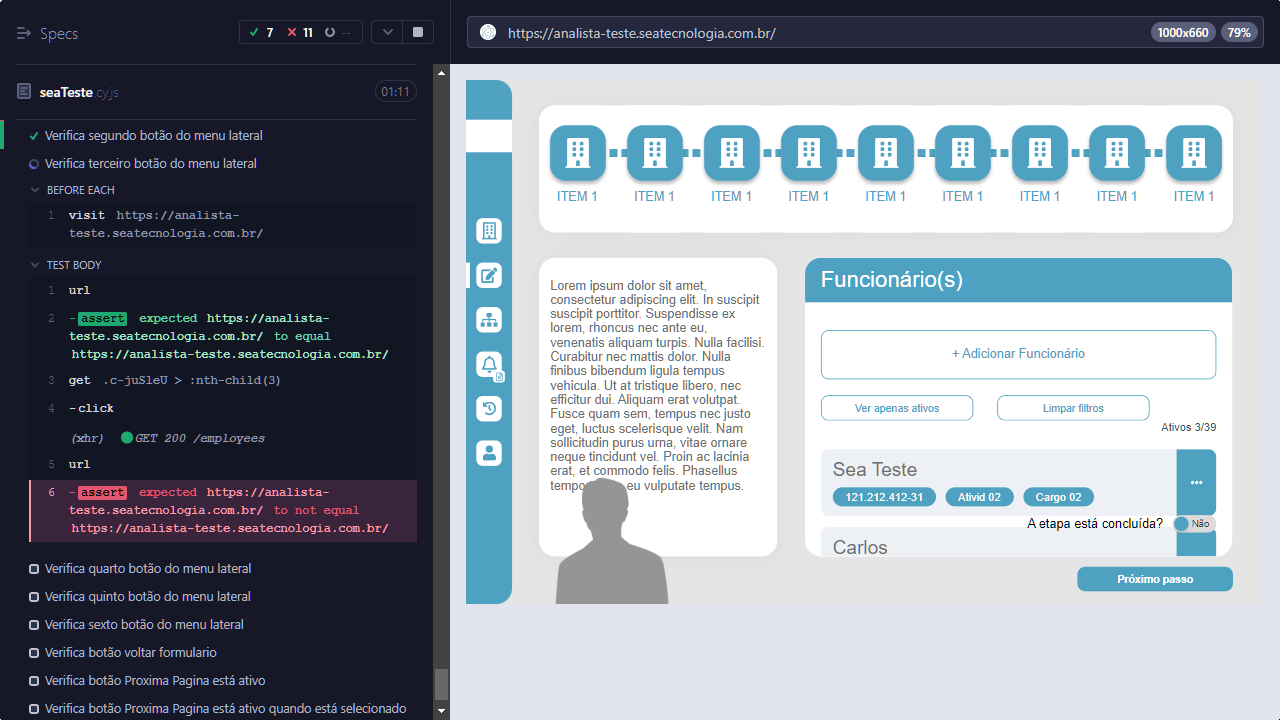 Specs
7
11
--
https://analista-teste.seatecnologia.com.br/
1000x660
79%
seaTeste.cy.js
01:11
Verifica segundo botão do menu lateral
Verifica terceiro botão do menu lateral
BEFORE EACH
1 visit https://analista-
teste.seatecnologia.com.br/
TEST BODY
1 url
2 -assert expected https://analista-
teste.seatecnologia.com.br/ to equal
https://analista-teste.seatecnologia.com.br/
3 get .c-juSleU > :nth-child(3)
4 -click
(xhr) GET 200 /employees
5 url
6 -assert expected https://analista-
teste.seatecnologia.com.br/ to not equal
https://analista-teste.seatecnologia.com.br/
Verifica quarto botão do menu lateral
Verifica quinto botão do menu lateral
Verifica sexto botão do menu lateral
Verifica botão voltar formulario
Verifica botão Proxima Pagina está ativo
Verifica botão Proxima Pagina está ativo quando está selecionado
ITEM 1 ITEM 1 ITEM 1 ITEM 1 ITEM 1 ITEM 1 ITEM 1 ITEM 1 ITEM 1
Lorem ipsum dolor sit amet,
consectetur adipiscing elit. In suscipit
suscipit porttitor. Suspendisse ex
lorem, rhoncus nec ante eu,
venenatis aliquam turpis. Nulla facilisi.
Curabitur nec mattis dolor. Nulla
finibus bibendum ligula tempus
vehicula. Ut at tristique libero, nec
efficitur dui. Aliquam erat volutpat.
Fusce quam sem, tempus nec justo
eget, luctus scelerisque velit. Nam
sollicitudin purus urna, vitae ornare
neque tincidunt vel. Proin ac lacinia
erat, et commodo felis. Phasellus
tempo eu vulputate tempus.
Funcionário(s)
+ Adicionar Funcionário
Ver apenas ativos
Limpar filtros
Ativos 3/39
Sea Teste
121.212.412-31 Ativid 02 Cargo 02
•••
A etapa está concluída? Não
Carlos
Próximo passo